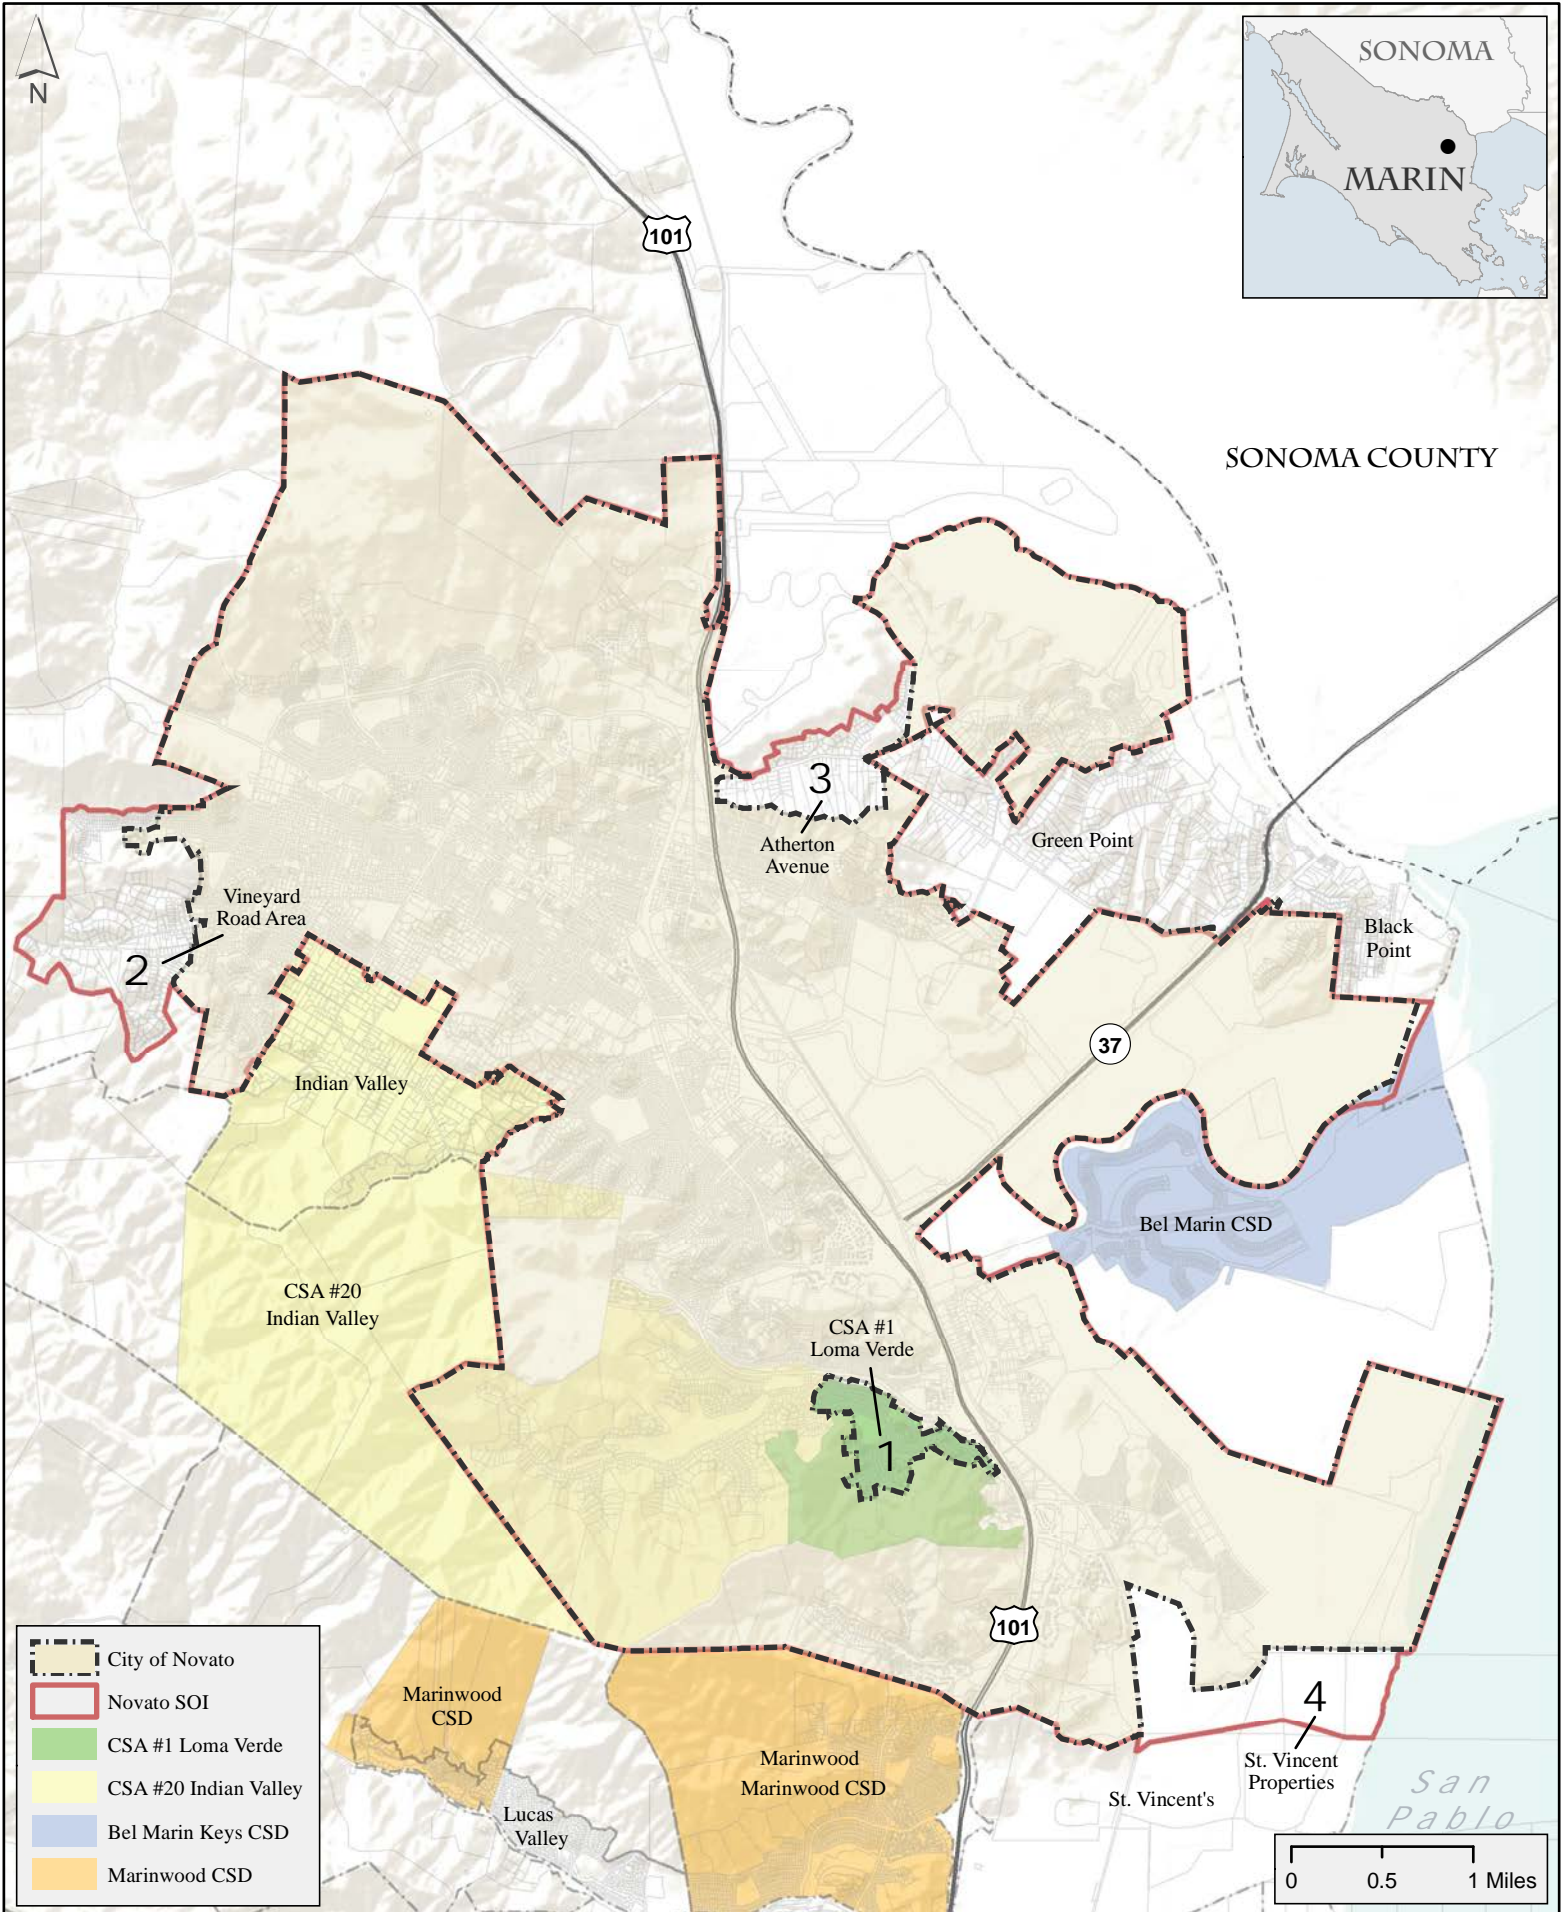 N
SONOMA
MARIN
101
SONOMA COUNTY
3
Atherton
Avenue
Green Point
Vineyard
Road Area
2
Black
Point
37
Indian Valley
Bel Marin CSD
CSA #20
Indian Valley
CSA #1
Loma Verde
1
101
City of Novato
Novato SOI
CSA #1 Loma Verde
CSA #20 Indian Valley
Bel Marin Keys CSD
Marinwood CSD
Marinwood
CSD
Marinwood
Marinwood CSD
Lucas
Valley
4
St. Vincent
Properties
St. Vincent's
San
Pablo
0 0.5 1 Miles